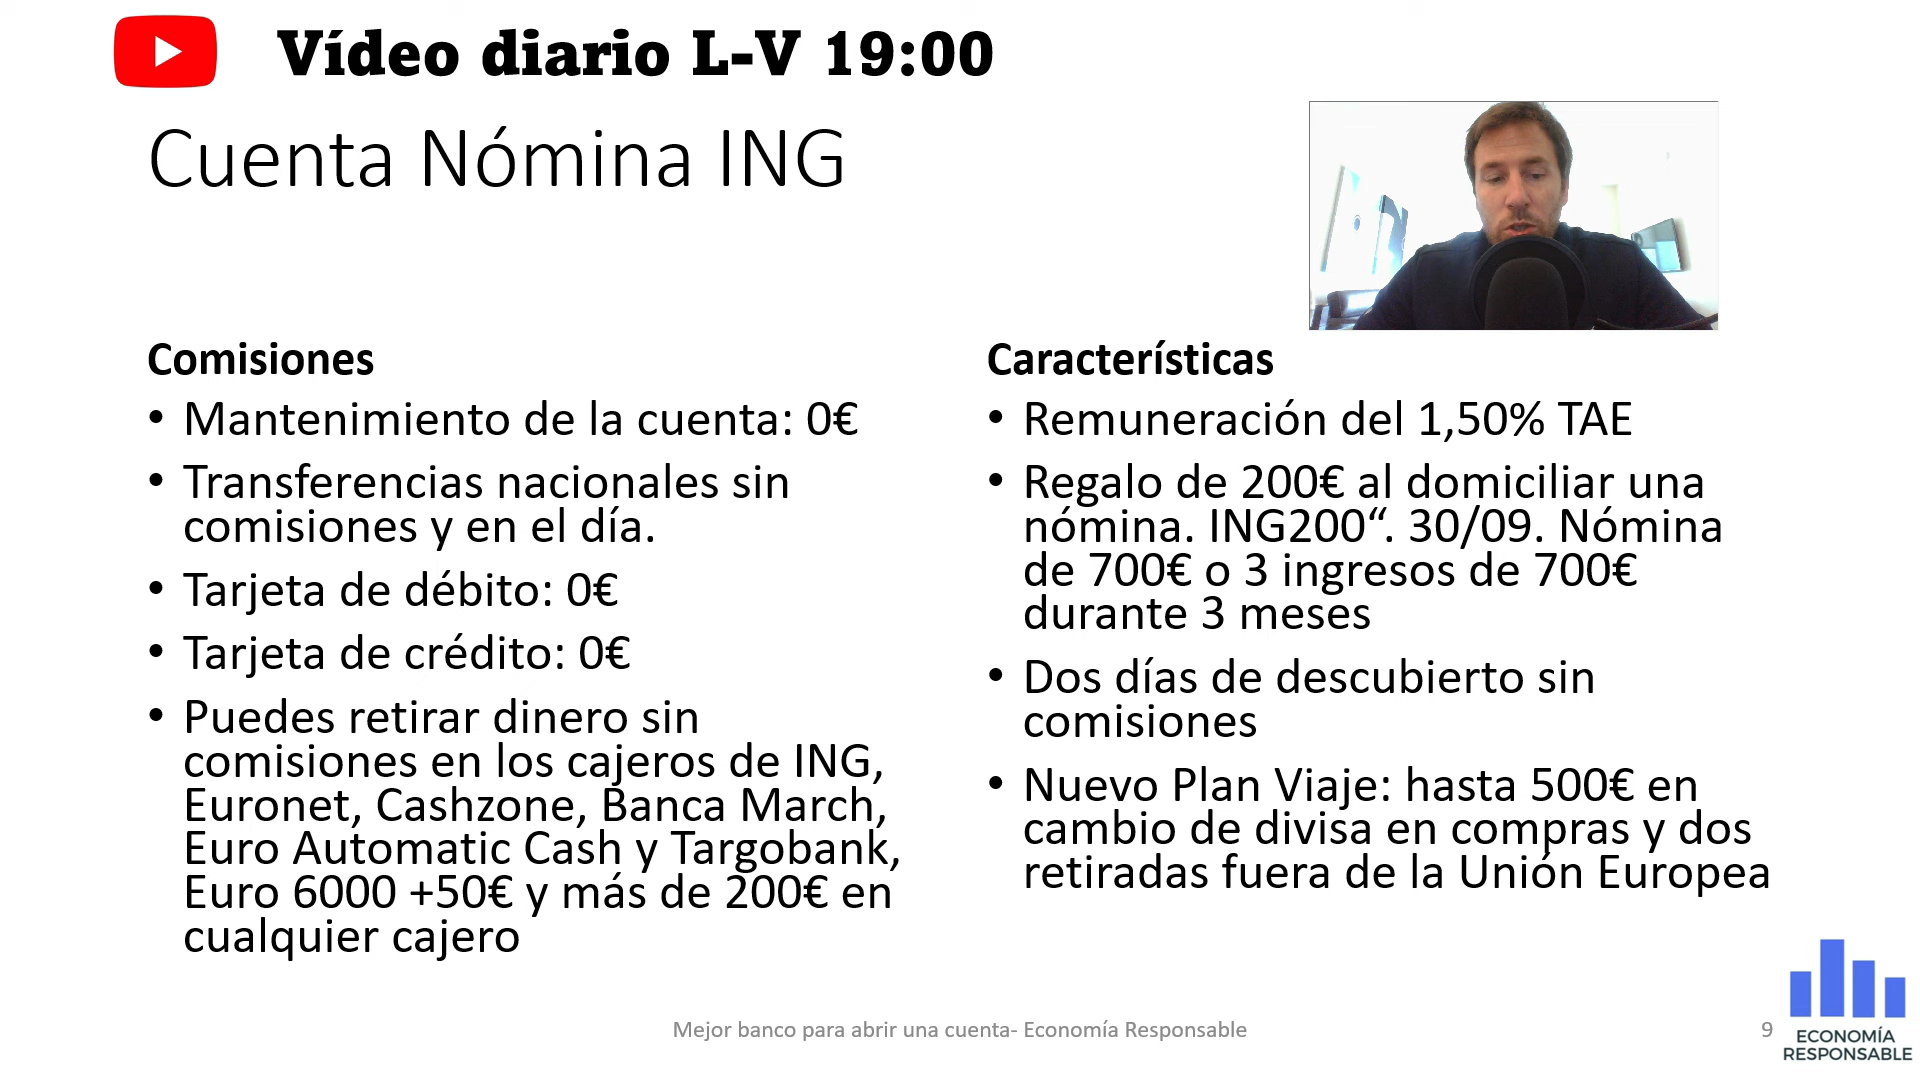 Vídeo diario L-V 19:00
Cuenta Nómina ING
Comisiones
• Mantenimiento de la cuenta: 0€
• Transferencias nacionales sin
comisiones y en el día.
• Tarjeta de débito: 0€
• Tarjeta de crédito: 0€
• Puedes retirar dinero sin
comisiones en los cajeros de ING,
Euronet, Cashzone, Banca March,
Euro Automatic Cash y Targobank,
Euro 6000 +50€ y más de 200€ en
cualquier cajero
Características
• Remuneración del 1,50% TAE
• Regalo de 200€ al domiciliar una
nómina. ING200“. 30/09. Nómina
de 700€ o 3 ingresos de 700€
durante 3 meses
• Dos días de descubierto sin
comisiones
• Nuevo Plan Viaje: hasta 500€ en
cambio de divisa en compras y dos
retiradas fuera de la Unión Europea
Mejor banco para abrir una cuenta- Economía Responsable
9
ECONOMÍA
RESPONSABLE